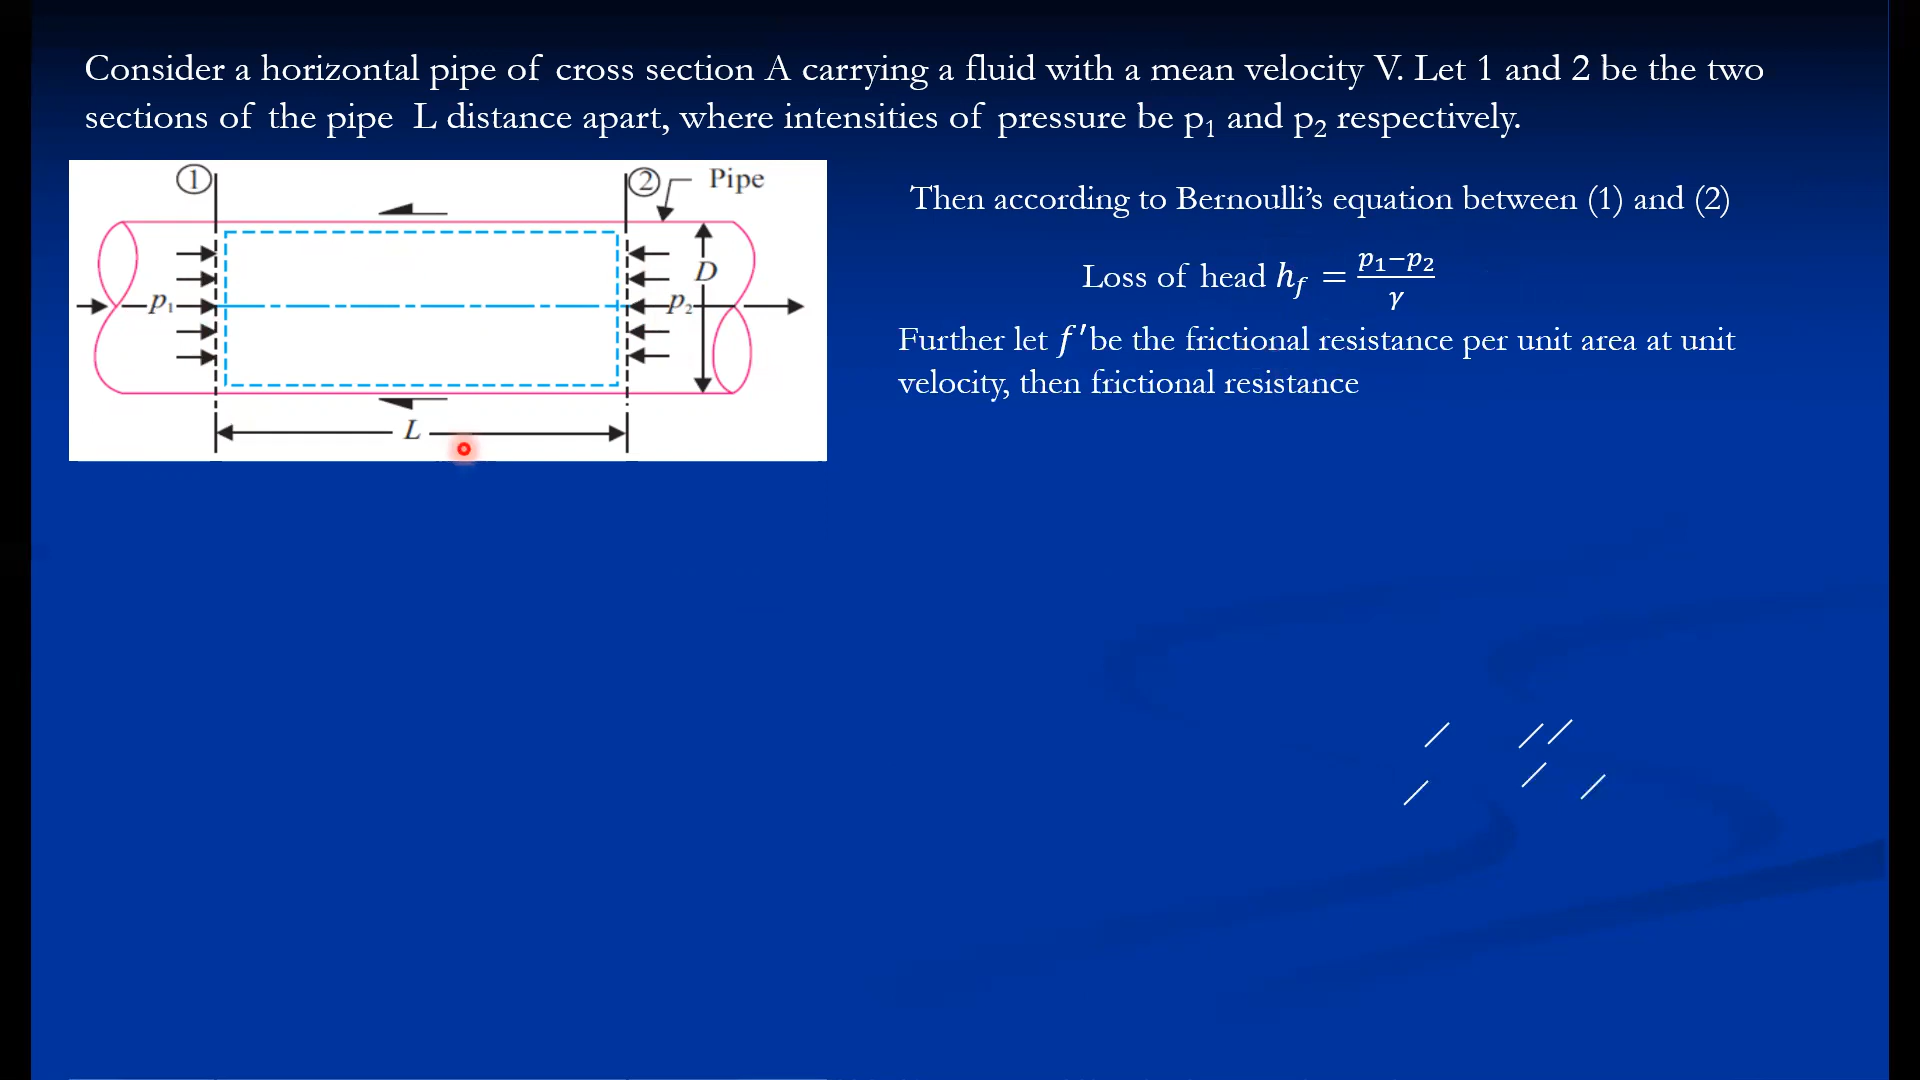 Consider a horizontal pipe of cross section A carrying a fluid with a mean velocity V. Let 1 and 2 be the two
sections of the pipe L distance apart, where intensities of pressure be p₁ and p₂ respectively.
① ② Pipe
D
p₁ p₂
L
Then according to Bernoulli's equation between (1) and (2)
Loss of head h_f = (p₁−p₂)/γ
Further let f′be the frictional resistance per unit area at unit
velocity, then frictional resistance